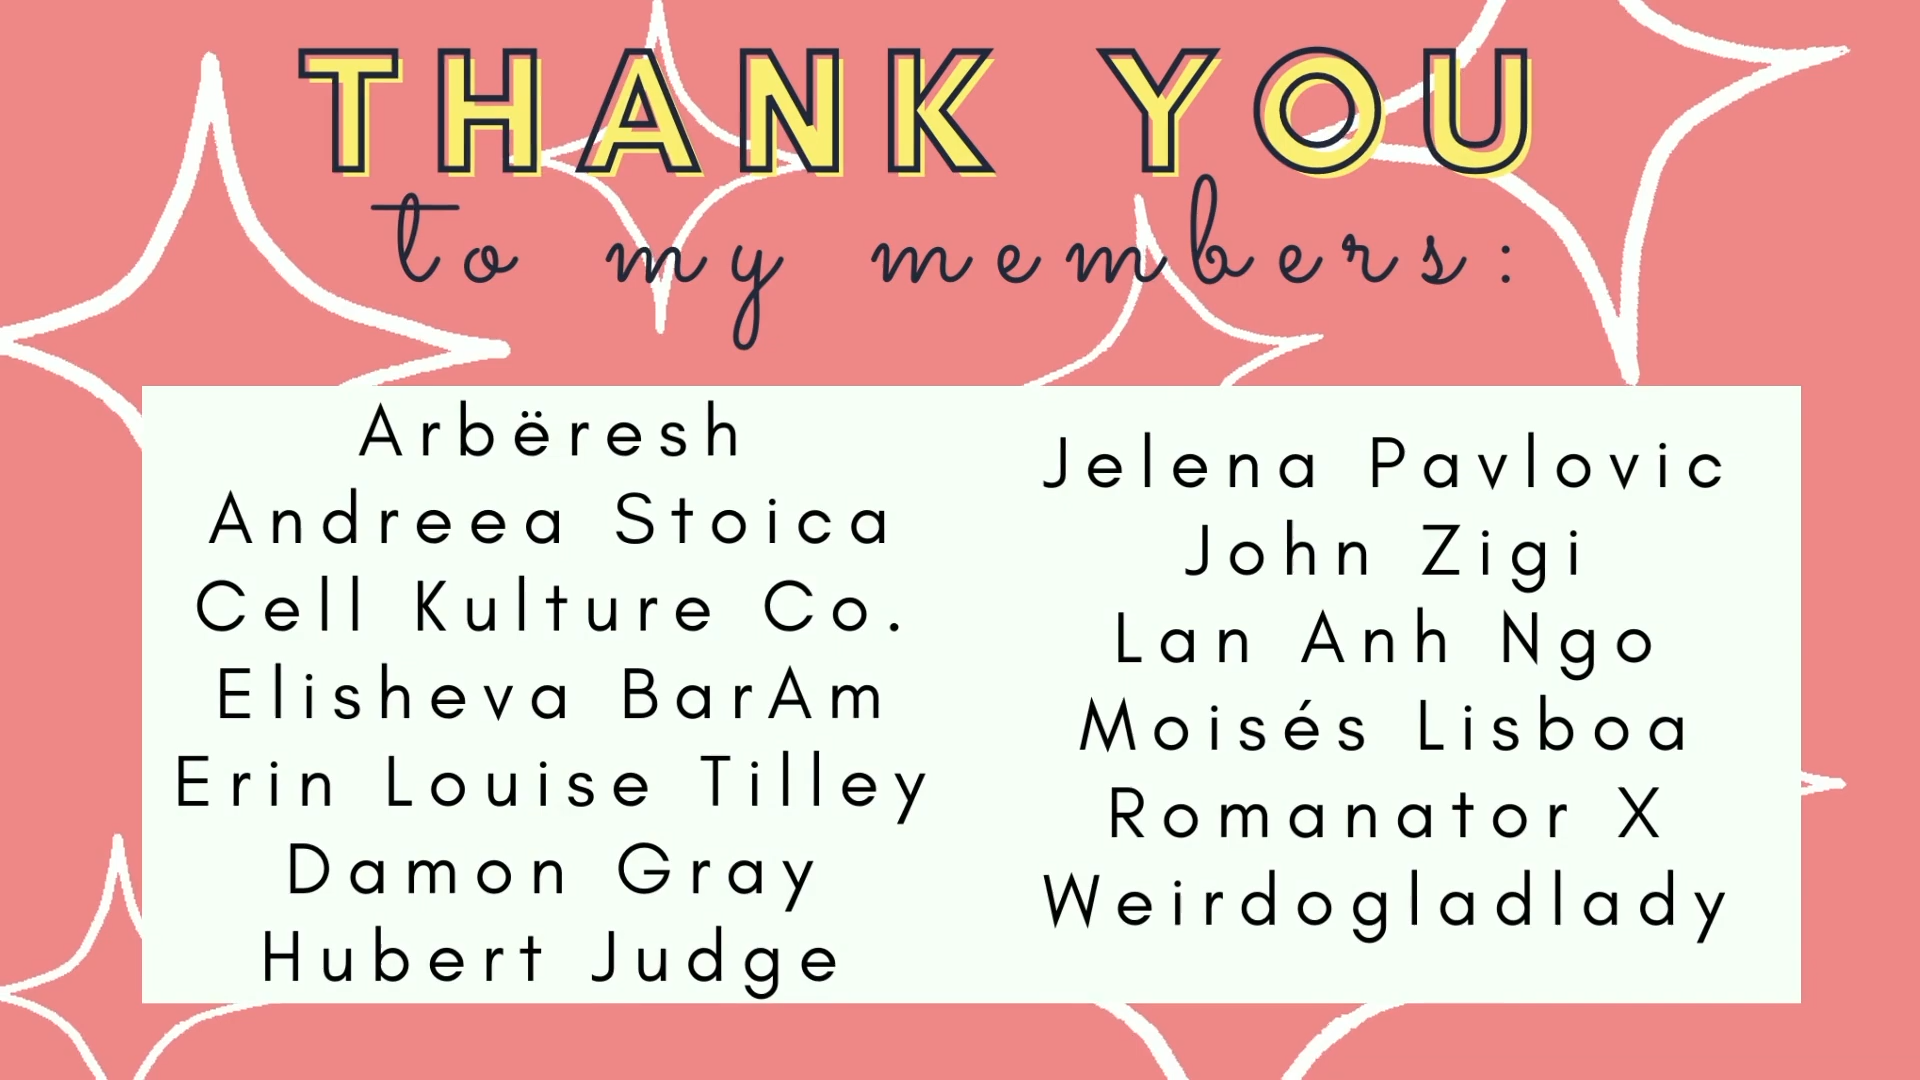 THANK YOU
to my members:
Arbëresh
Andreea Stoica
Cell Kulture Co.
Elisheva BarAm
Erin Louise Tilley
Damon Gray
Hubert Judge
Jelena Pavlovic
John Zigi
Lan Anh Ngo
Moisés Lisboa
Romanator X
Weirdogladlady